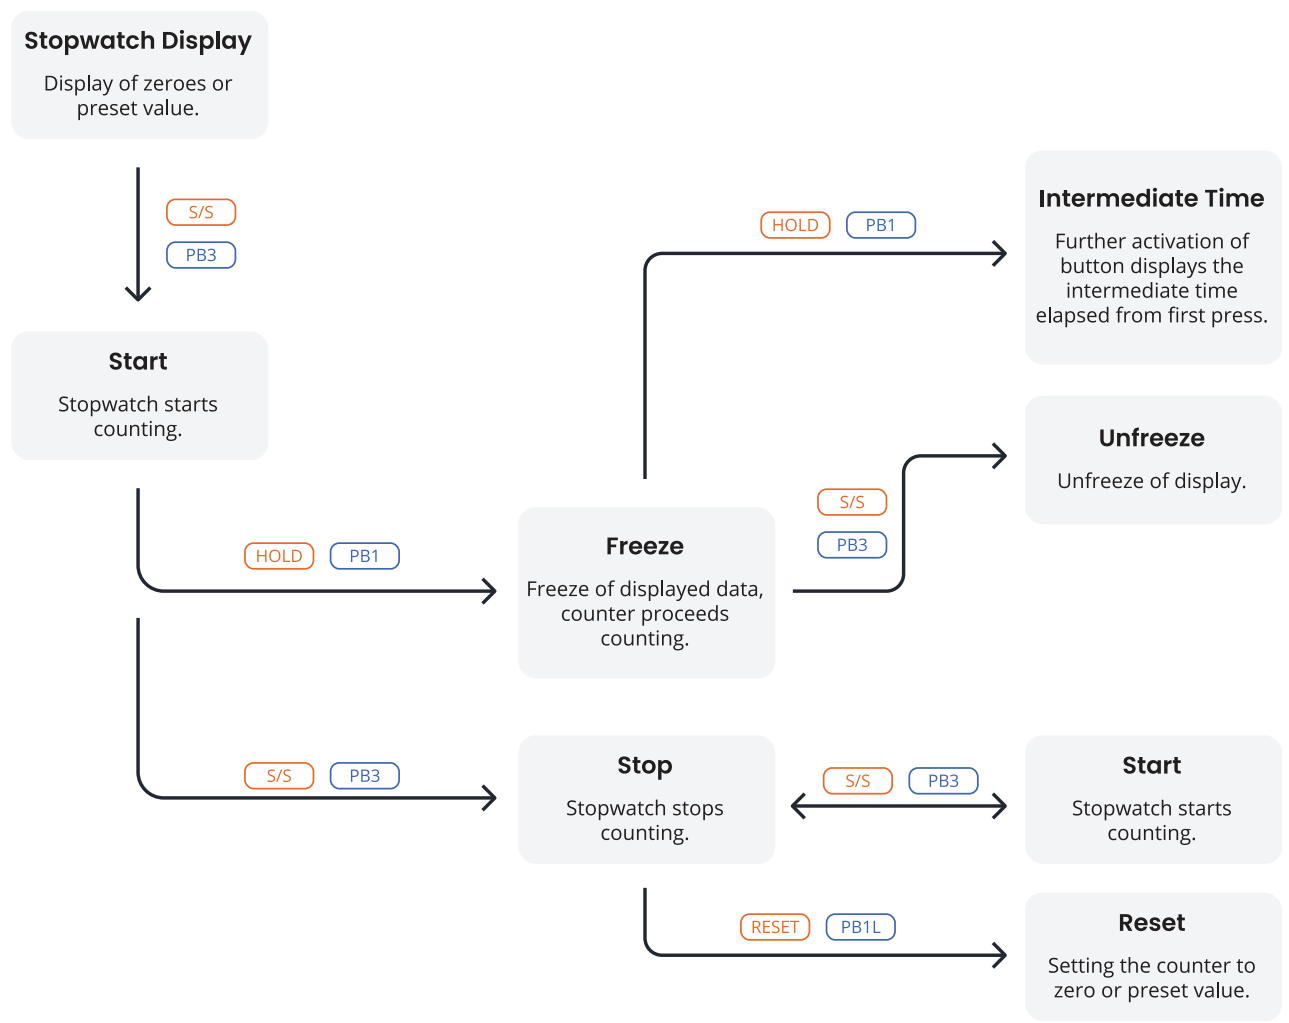 Stopwatch Display
Display of zeroes or
preset value.
S/S
PB3
Start
Stopwatch starts
counting.
HOLD PB1
Intermediate Time
Further activation of
button displays the
intermediate time
elapsed from first press.
HOLD PB1
Freeze
Freeze of displayed data,
counter proceeds
counting.
S/S
PB3
Unfreeze
Unfreeze of display.
S/S PB3
Stop
Stopwatch stops
counting.
S/S PB3
Start
Stopwatch starts
counting.
RESET PB1L
Reset
Setting the counter to
zero or preset value.